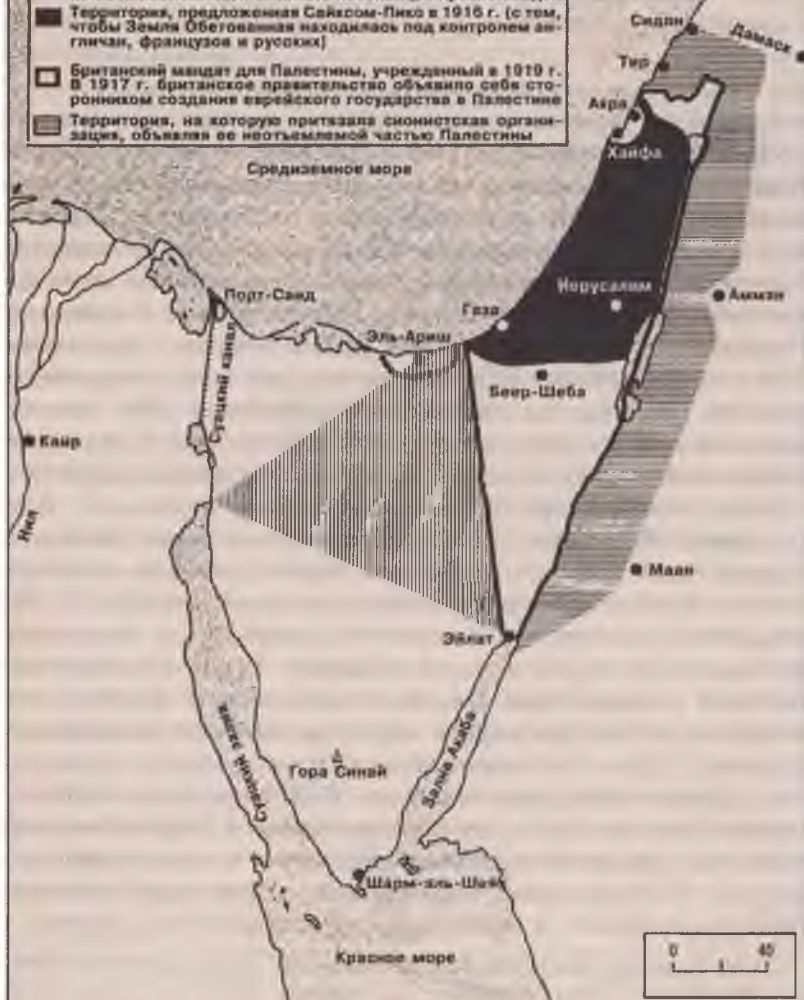 Территория, предложенная Сайксом-Пико в 1916 г. (с тем,
чтобы Земля Обетованная находилась под контролем ан-
гличан, французов и русских)
Британский мандат для Палестины, учрежденный в 1919 г.
В 1917 г. британское правительство объявило себя сто-
ронником создания еврейского государства в Палестине
Территория, на которую притязала сионистская органи-
зация, объявляя ее неотъемлемой частью Палестины
Сидон
Дамаск
Тир
Акра
Хайфа
Средиземное море
Порт-Саид
Суэцкий канал
Эль-Ариш
Газа
Иерусалим
Амман
Беер-Шеба
Каир
Нил
Маан
Эйлат
Суэцкий залив
Гора Синай
Залив Акаба
Шарм-аль-Шейх
Красное море
0 40